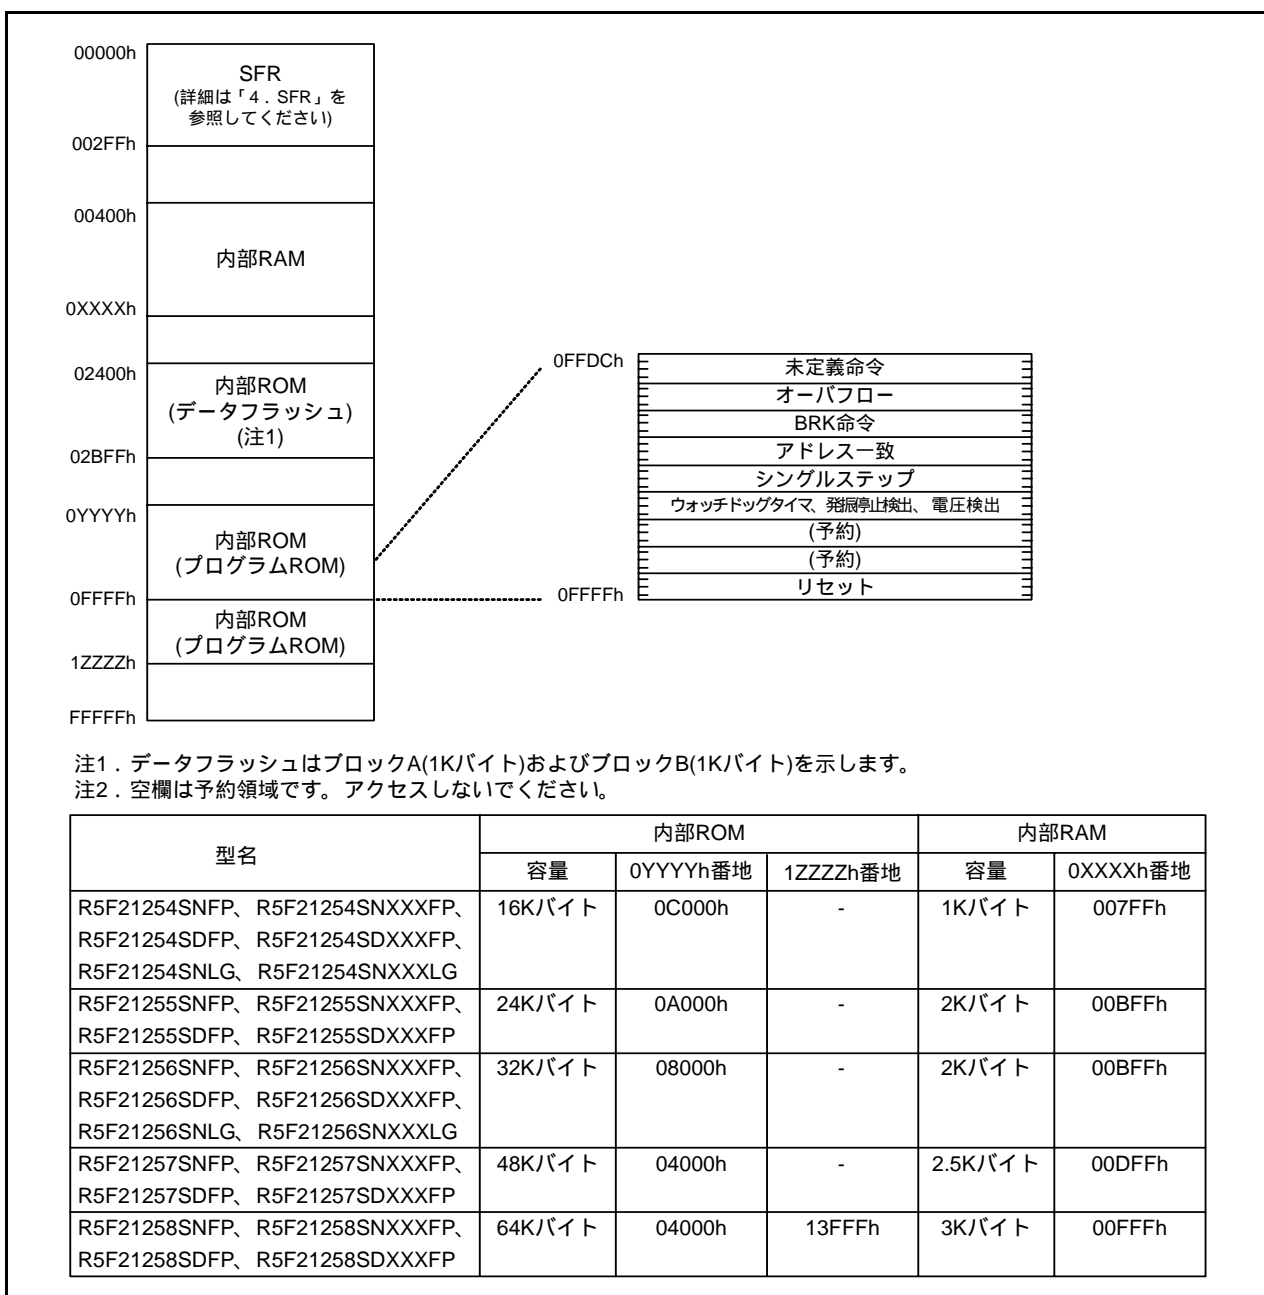 00000h
SFR
(詳細は「4．SFR」を
参照してください)
002FFh
00400h
内部RAM
0XXXXh
02400h
内部ROM
(データフラッシュ)
(注1)
02BFFh
0YYYYh
内部ROM
(プログラムROM)
0FFFFh
内部ROM
(プログラムROM)
1ZZZZh
FFFFFh
0FFDCh
未定義命令
オーバフロー
BRK命令
アドレス一致
シングルステップ
ウォッチドッグタイマ、発振停止検出、電圧検出
(予約)
(予約)
リセット
0FFFFh
注1．データフラッシュはブロックA(1Kバイト)およびブロックB(1Kバイト)を示します。
注2．空欄は予約領域です。アクセスしないでください。
型名 内部ROM 内部RAM
容量 0YYYYh番地 1ZZZZh番地 容量 0XXXXh番地
R5F21254SNFP、R5F21254SNXXXFP、 16Kバイト 0C000h - 1Kバイト 007FFh
R5F21254SDFP、R5F21254SDXXXFP、
R5F21254SNLG、R5F21254SNXXXLG
R5F21255SNFP、R5F21255SNXXXFP、 24Kバイト 0A000h - 2Kバイト 00BFFh
R5F21255SDFP、R5F21255SDXXXFP
R5F21256SNFP、R5F21256SNXXXFP、 32Kバイト 08000h - 2Kバイト 00BFFh
R5F21256SDFP、R5F21256SDXXXFP、
R5F21256SNLG、R5F21256SNXXXLG
R5F21257SNFP、R5F21257SNXXXFP、 48Kバイト 04000h - 2.5Kバイト 00DFFh
R5F21257SDFP、R5F21257SDXXXFP
R5F21258SNFP、R5F21258SNXXXFP、 64Kバイト 04000h 13FFFh 3Kバイト 00FFFh
R5F21258SDFP、R5F21258SDXXXFP